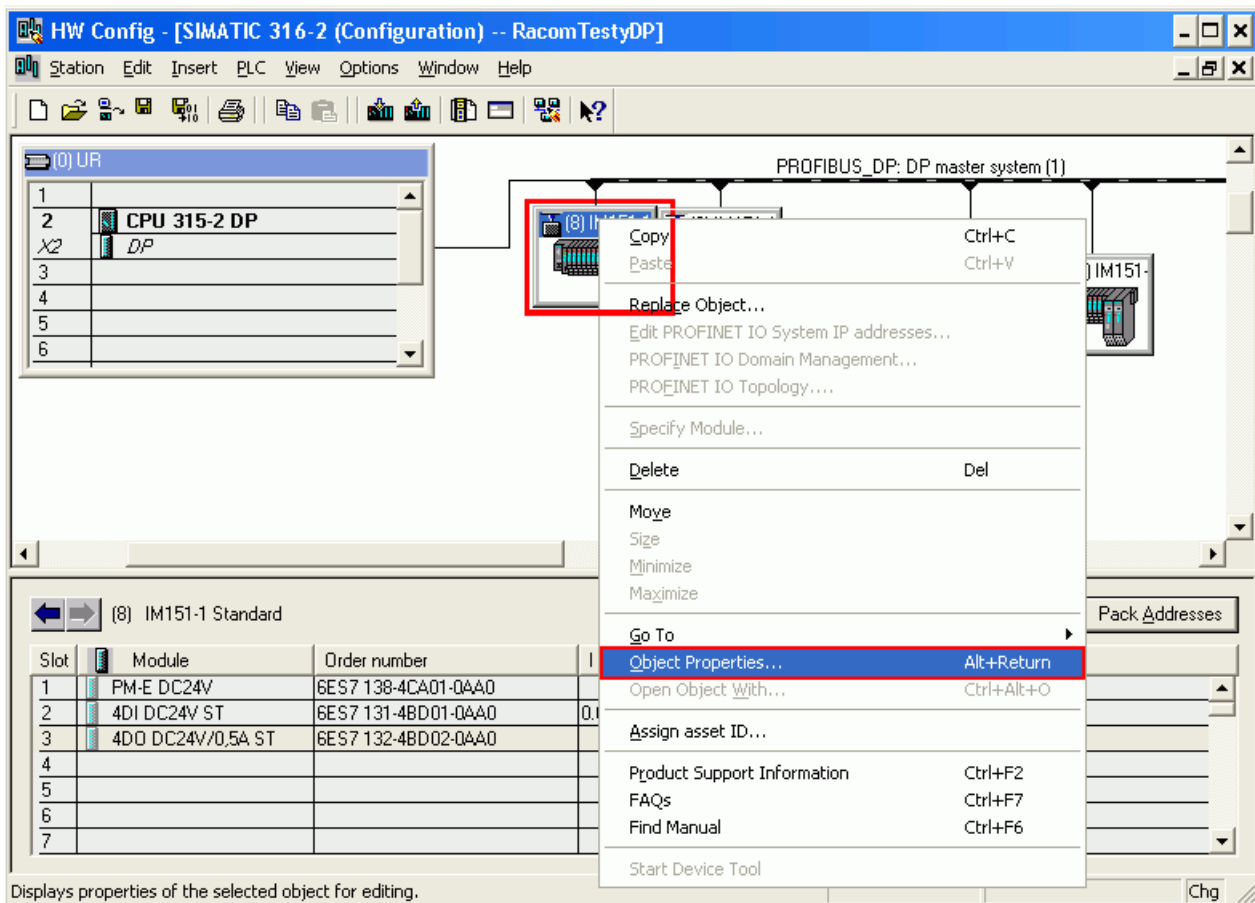 HW Config - [SIMATIC 316-2 (Configuration) -- RacomTestyDP]
Station Edit Insert PLC View Options Window Help
(0) UR
1
2 CPU 315-2 DP
X2 DP
3
4
5
6
PROFIBUS_DP: DP master system (1)
(8) IM151-1
) IM151-
Copy Ctrl+C
Paste Ctrl+V
Replace Object...
Edit PROFINET IO System IP addresses...
PROFINET IO Domain Management...
PROFINET IO Topology....
Specify Module...
Delete Del
Move
Size
Minimize
Maximize
Go To
Object Properties... Alt+Return
Open Object With... Ctrl+Alt+O
Assign asset ID...
Product Support Information Ctrl+F2
FAQs Ctrl+F7
Find Manual Ctrl+F6
Start Device Tool
(8) IM151-1 Standard
Pack Addresses
Slot Module Order number I
1 PM-E DC24V 6ES7 138-4CA01-0AA0
2 4DI DC24V ST 6ES7 131-4BD01-0AA0 0.
3 4DO DC24V/0,5A ST 6ES7 132-4BD02-0AA0
4
5
6
7
Displays properties of the selected object for editing.
Chg